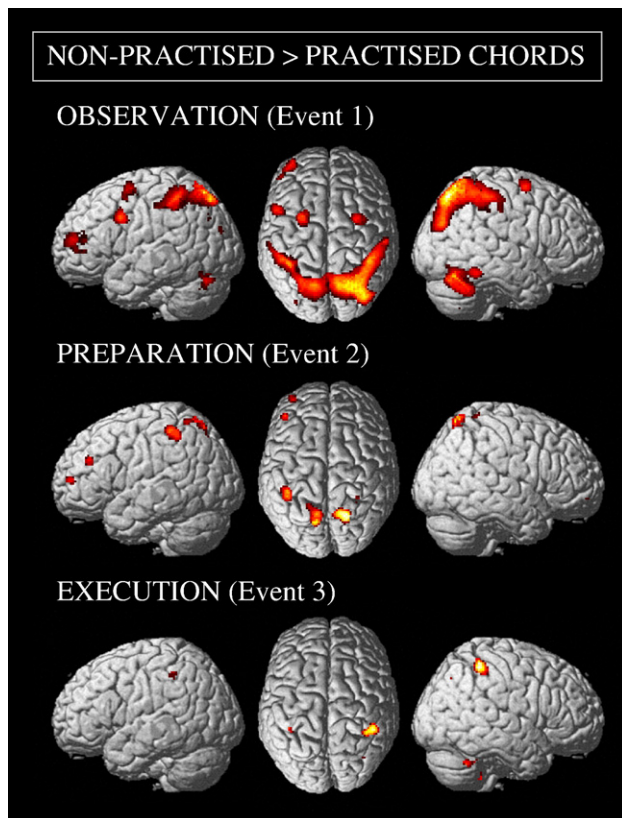 NON-PRACTISED > PRACTISED CHORDS
OBSERVATION (Event 1)
PREPARATION (Event 2)
EXECUTION (Event 3)